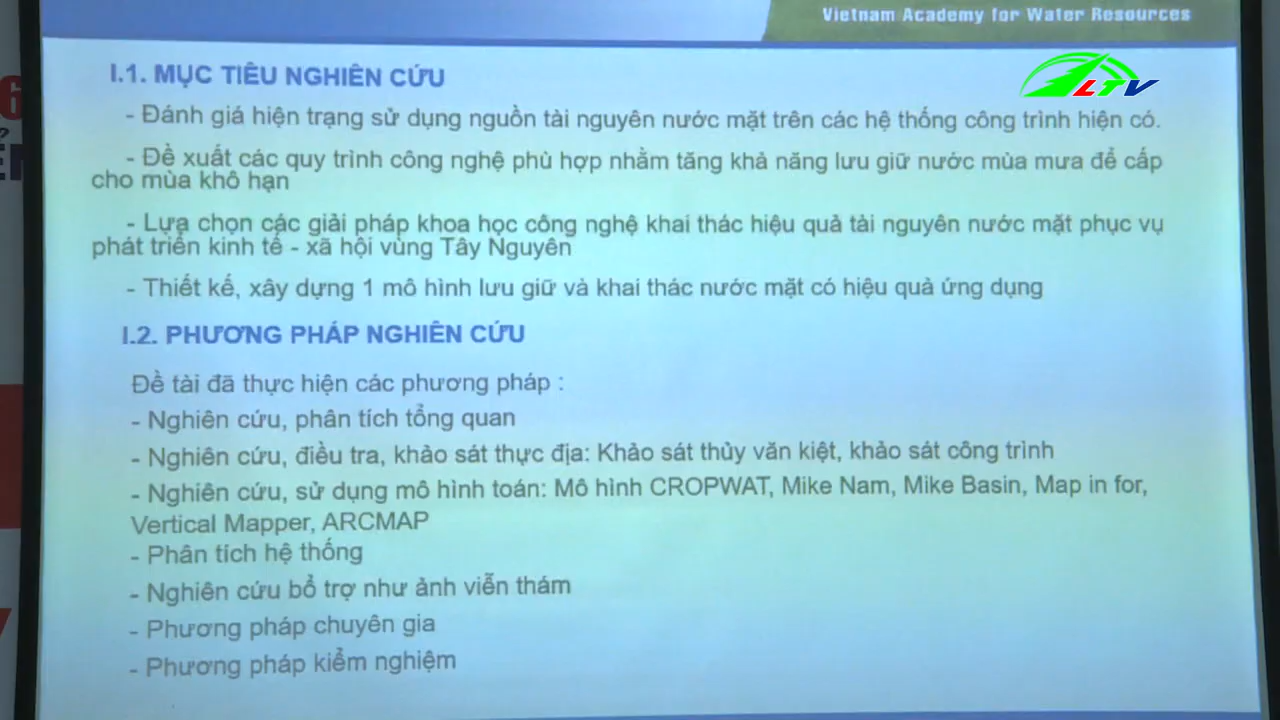 Vietnam Academy for Water Resources
LTV
I.1. MỤC TIÊU NGHIÊN CỨU
- Đánh giá hiện trạng sử dụng nguồn tài nguyên nước mặt trên các hệ thống công trình hiện có.
- Đề xuất các quy trình công nghệ phù hợp nhằm tăng khả năng lưu giữ nước mùa mưa để cấp
cho mùa khô hạn
- Lựa chọn các giải pháp khoa học công nghệ khai thác hiệu quả tài nguyên nước mặt phục vụ
phát triển kinh tế - xã hội vùng Tây Nguyên
- Thiết kế, xây dựng 1 mô hình lưu giữ và khai thác nước mặt có hiệu quả ứng dụng
I.2. PHƯƠNG PHÁP NGHIÊN CỨU
Đề tài đã thực hiện các phương pháp :
- Nghiên cứu, phân tích tổng quan
- Nghiên cứu, điều tra, khảo sát thực địa: Khảo sát thủy văn kiệt, khảo sát công trình
- Nghiên cứu, sử dụng mô hình toán: Mô hình CROPWAT, Mike Nam, Mike Basin, Map in for,
Vertical Mapper, ARCMAP
- Phân tích hệ thống
- Nghiên cứu bổ trợ như ảnh viễn thám
- Phương pháp chuyên gia
- Phương pháp kiểm nghiệm